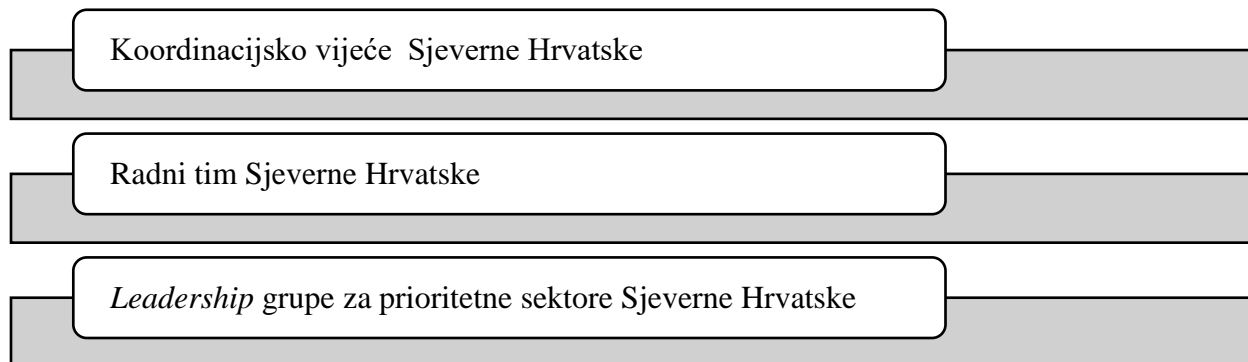 Koordinacijsko vijeće Sjeverne Hrvatske
Radni tim Sjeverne Hrvatske
Leadership grupe za prioritetne sektore Sjeverne Hrvatske